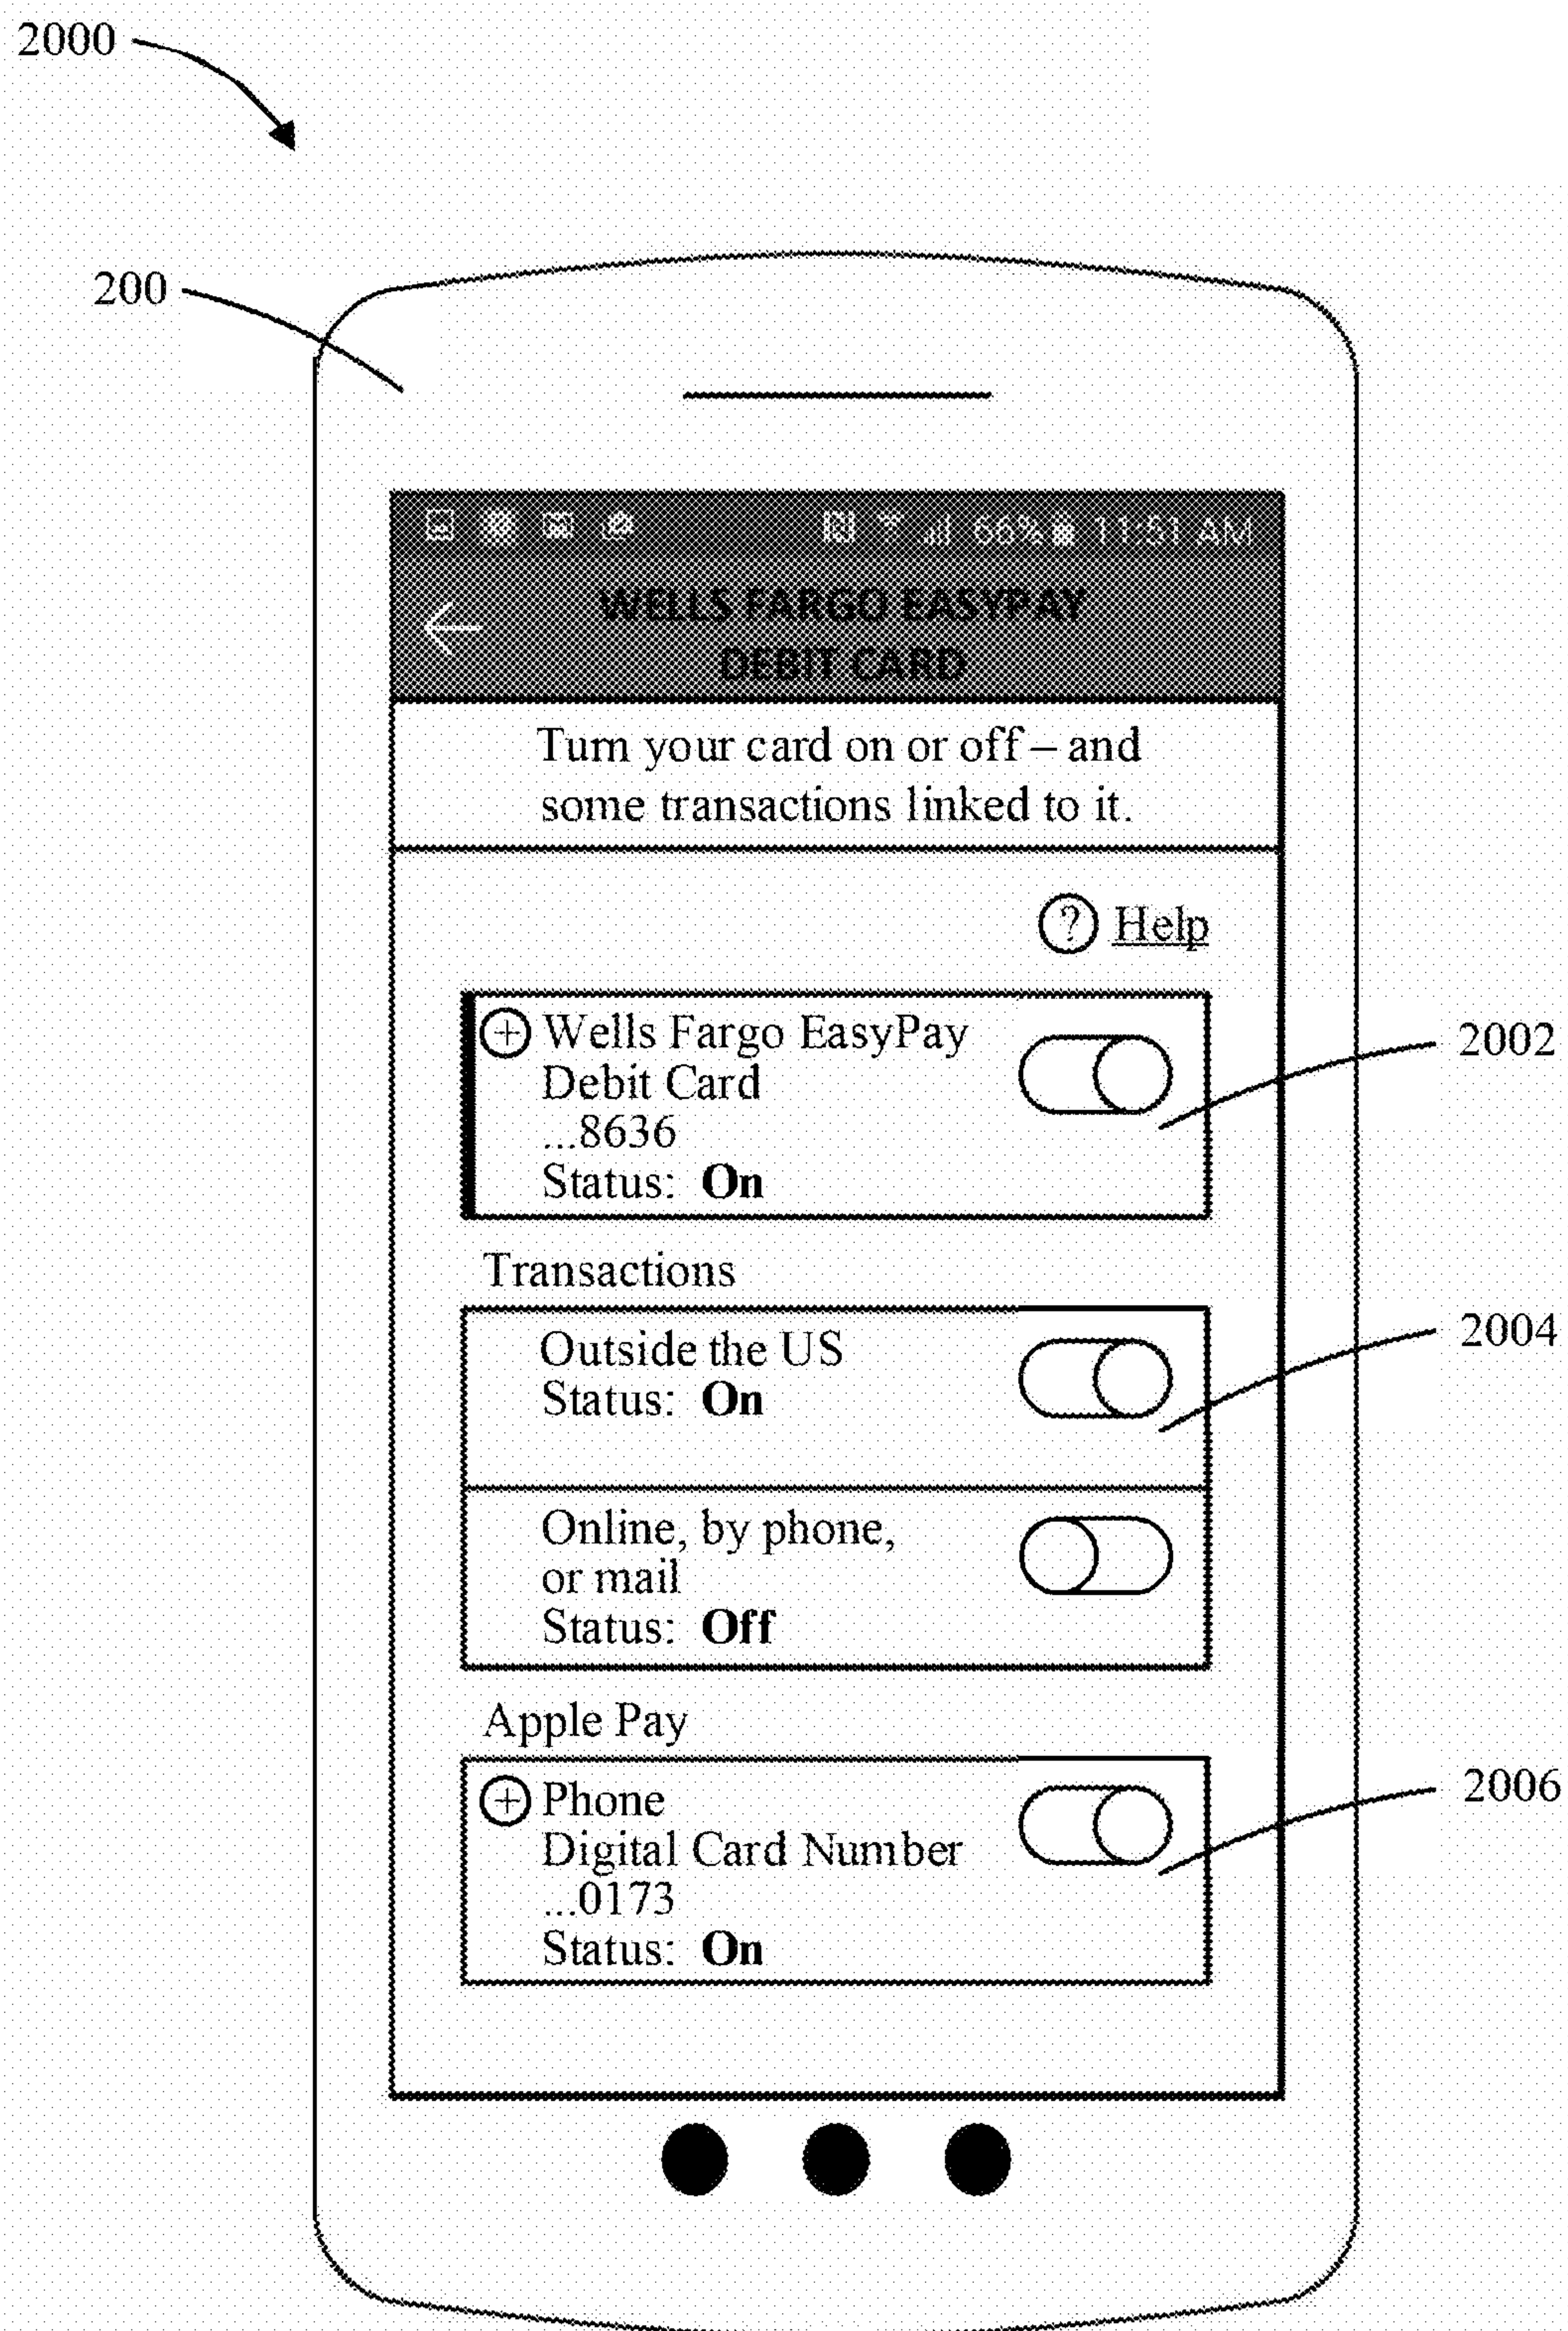 2000
200
66% 11:51 AM
WELLS FARGO EASYPAY
DEBIT CARD
Turn your card on or off – and
some transactions linked to it.
? Help
Wells Fargo EasyPay
Debit Card
...8636
Status: On
2002
Transactions
Outside the US
Status: On
2004
Online, by phone,
or mail
Status: Off
Apple Pay
Phone
Digital Card Number
...0173
Status: On
2006